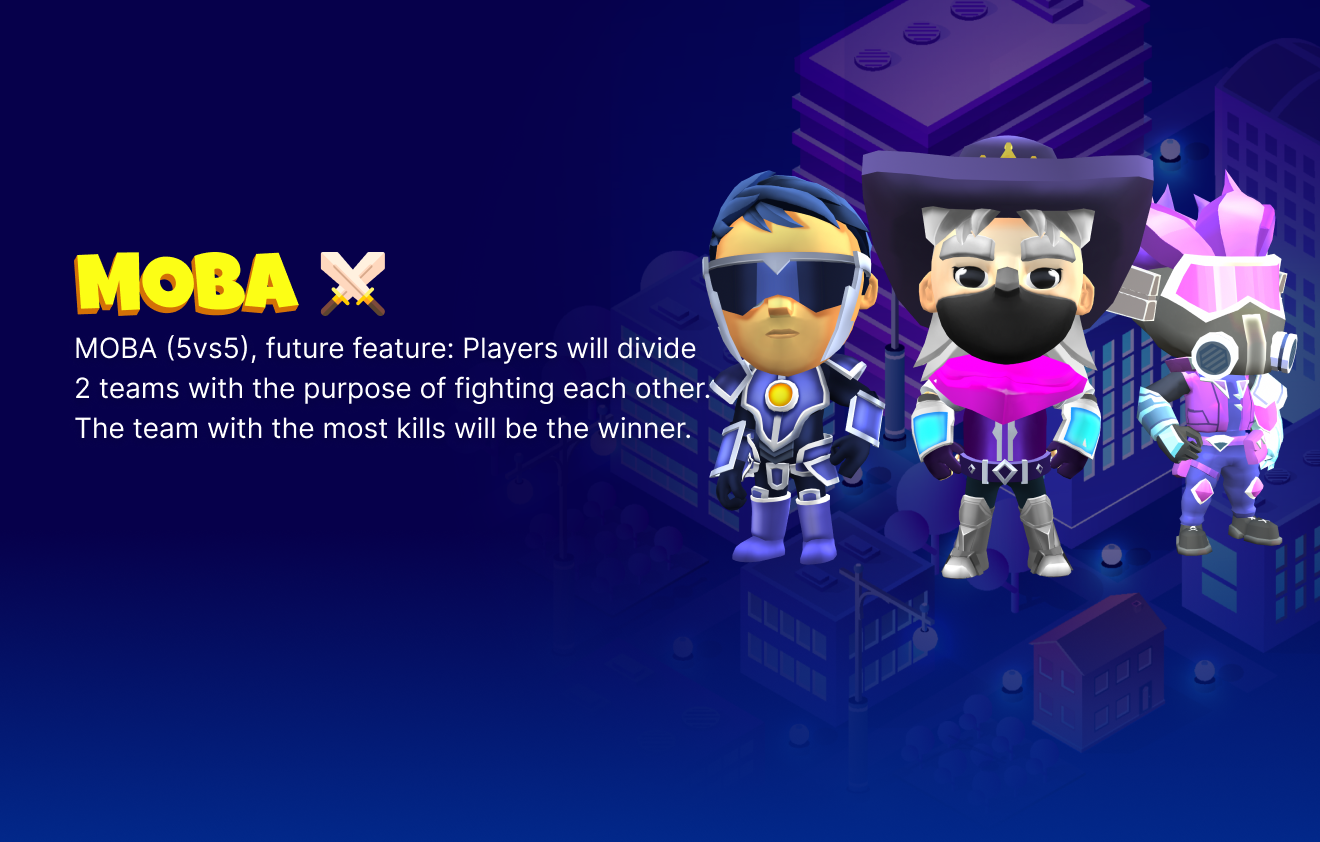 MOBA
MOBA (5vs5), future feature: Players will divide
2 teams with the purpose of fighting each other.
The team with the most kills will be the winner.